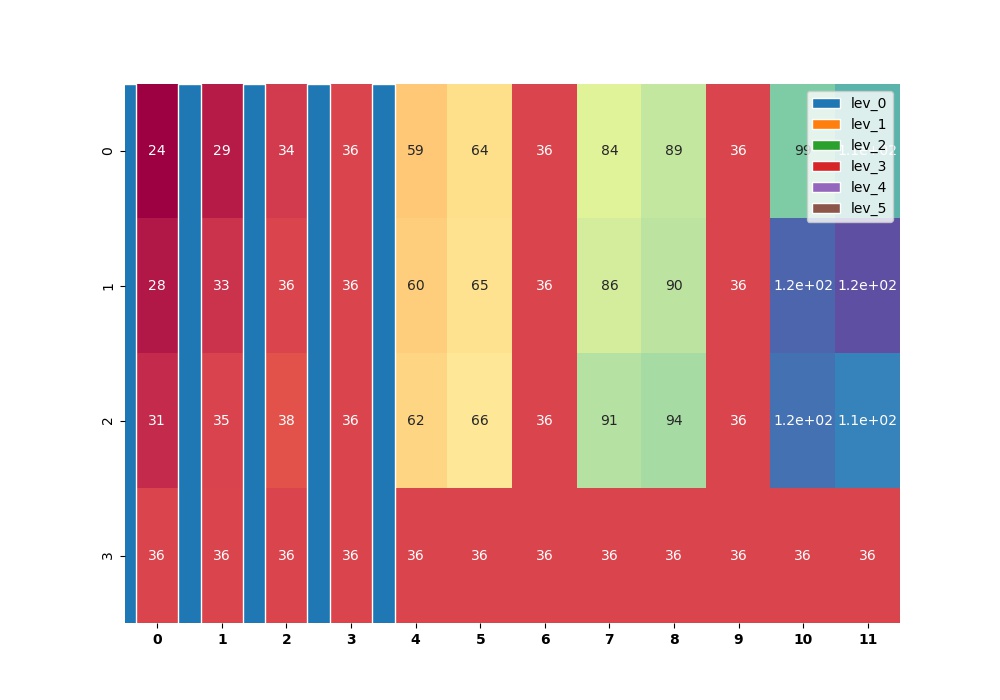 lev_0
lev_1
lev_2
lev_3
lev_4
lev_5
0 24 29 34 36 59 64 36 84 89 36 99
1 28 33 36 36 60 65 36 86 90 36 1.2e+02 1.2e+02
2 31 35 38 36 62 66 36 91 94 36 1.2e+02 1.1e+02
3 36 36 36 36 36 36 36 36 36 36 36 36
0 1 2 3 4 5 6 7 8 9 10 11